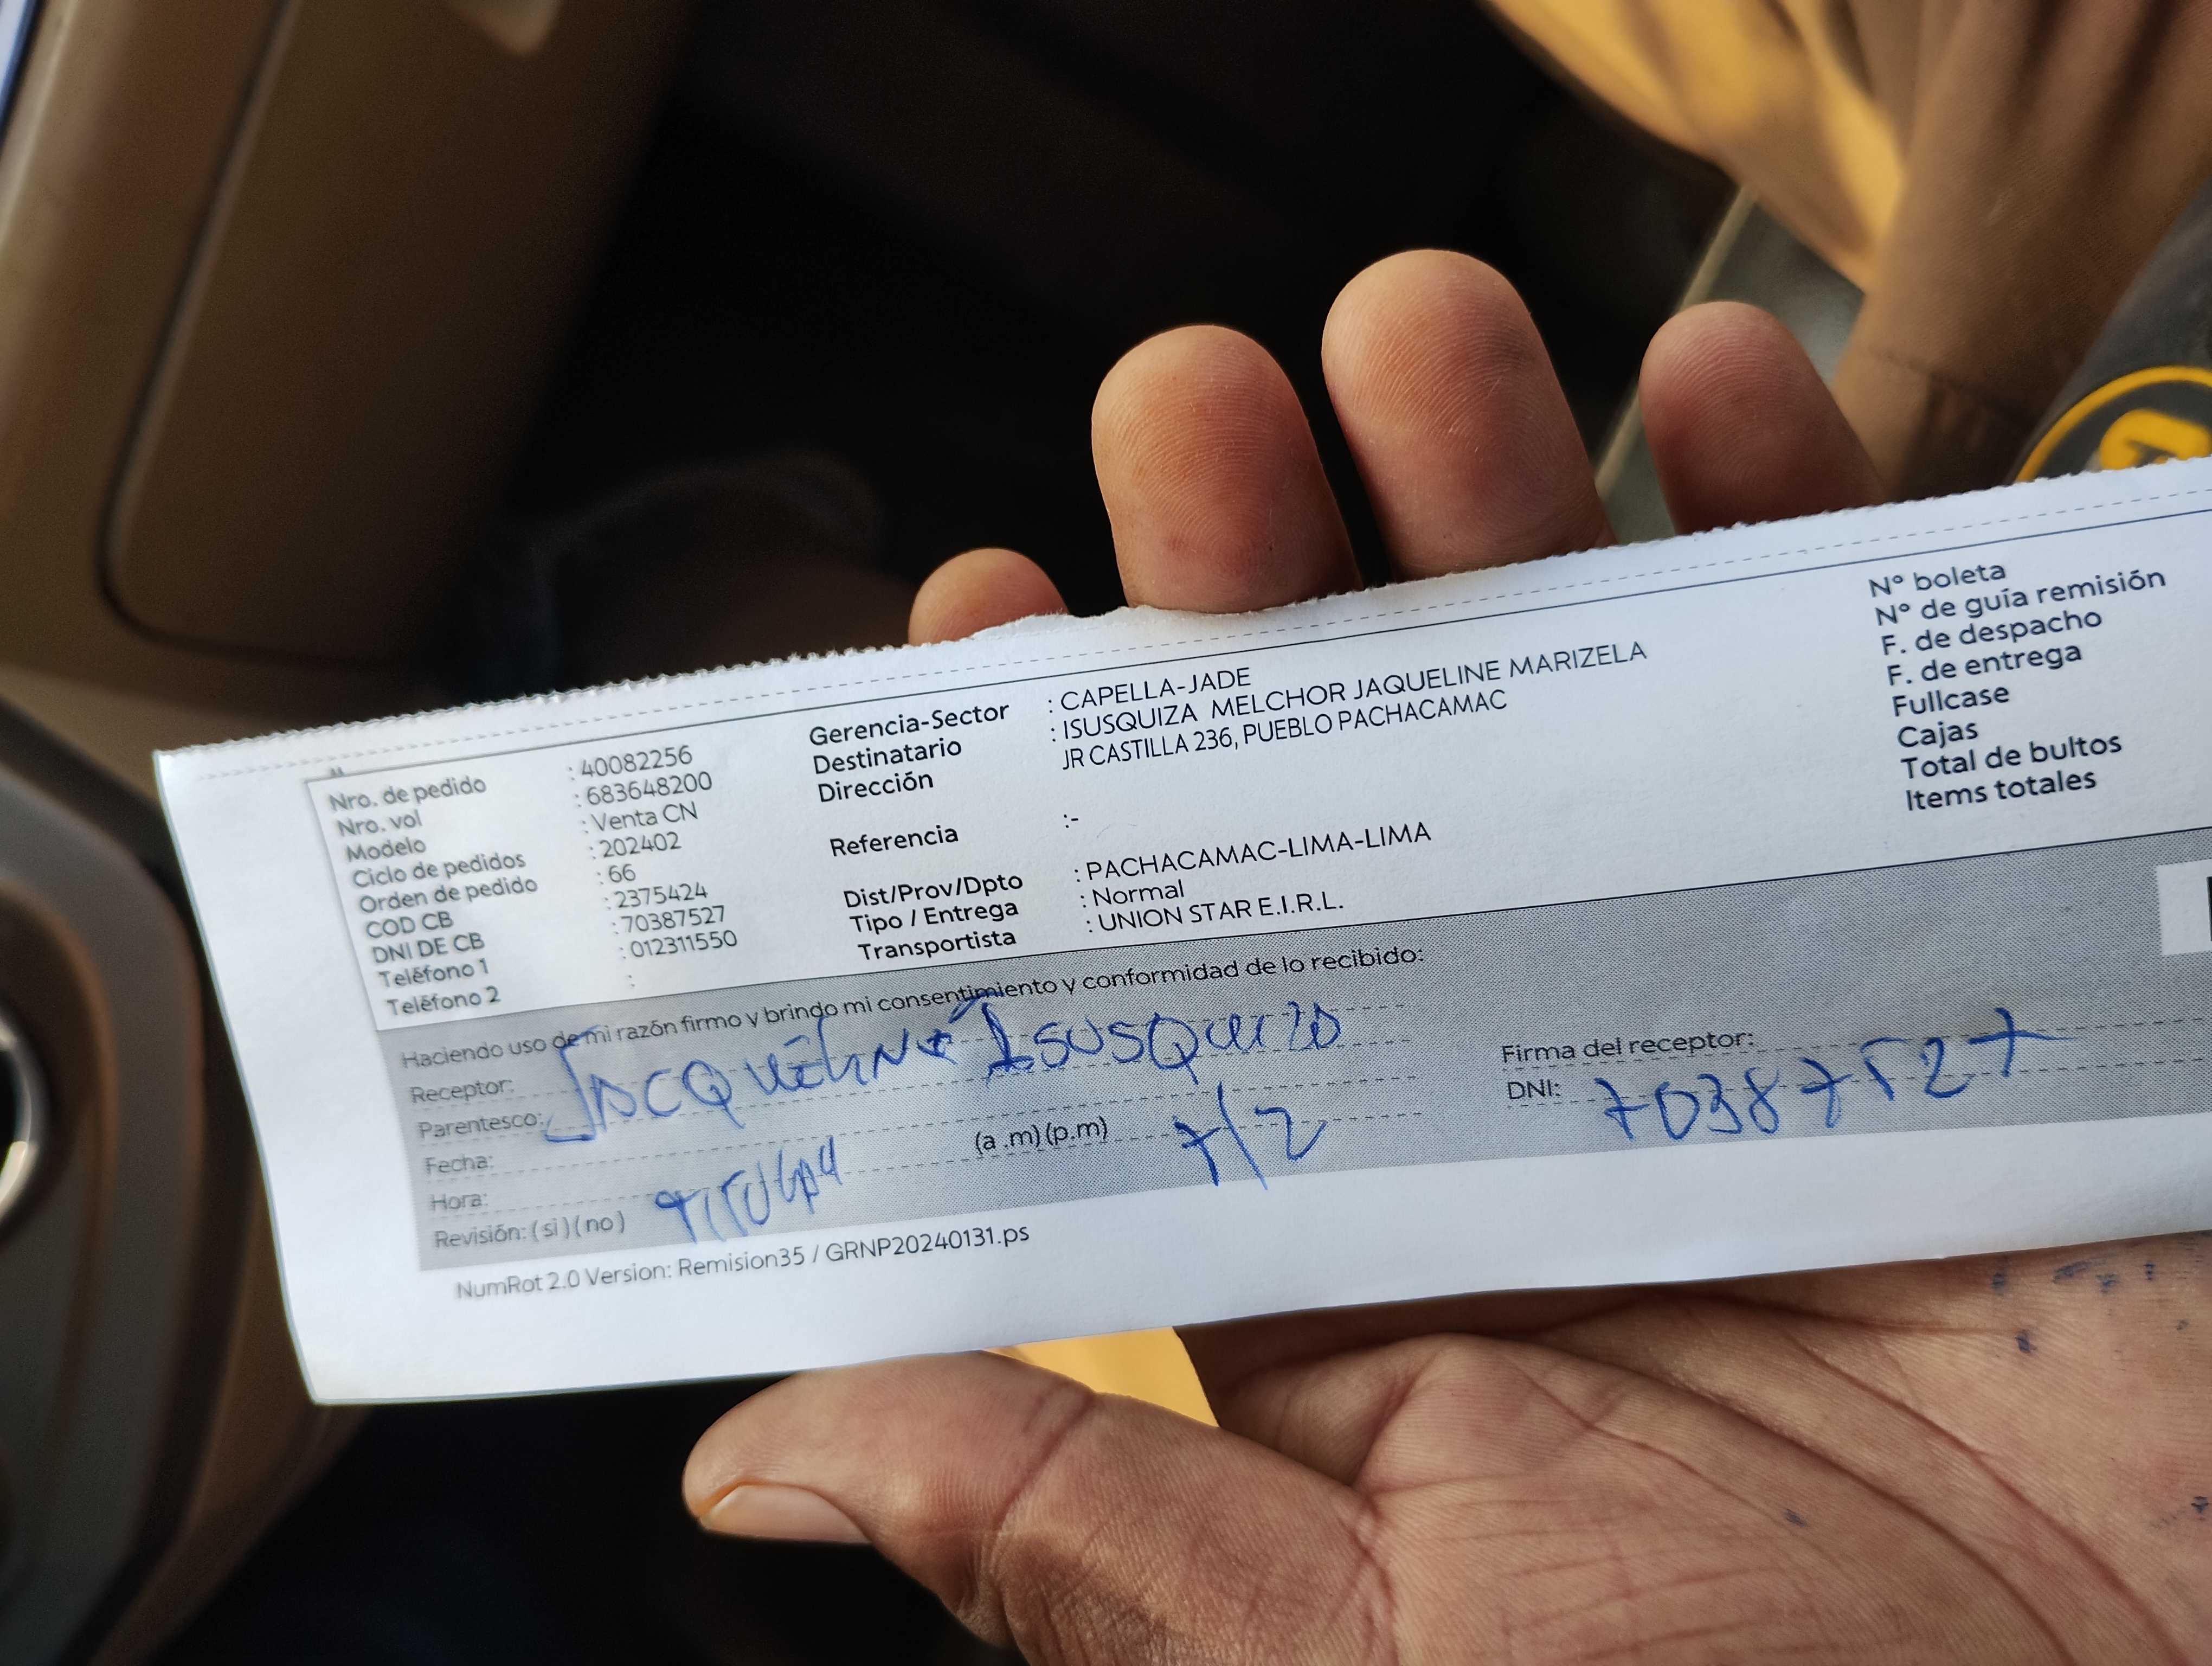 Nro. de pedido : 40082256
Nro. vol : 683648200
Modelo : Venta CN
Ciclo de pedidos : 202402
Orden de pedido : 66
COD CB : 2375424
DNI DE CB : 70387527
Teléfono 1 : 012311550
Teléfono 2 :
Gerencia-Sector : CAPELLA-JADE
Destinatario : ISUSQUIZA MELCHOR JAQUELINE MARIZELA
Dirección JR CASTILLA 236, PUEBLO PACHACAMAC
Referencia :-
Dist/Prov/Dpto : PACHACAMAC-LIMA-LIMA
Tipo / Entrega : Normal
Transportista : UNION STAR E.I.R.L.
N° boleta
N° de guía remisión
F. de despacho
F. de entrega
Fullcase
Cajas
Total de bultos
Items totales
Haciendo uso de mi razón firmo y brindo mi consentimiento y conformidad de lo recibido:
Receptor: Isusquiza
Parentesco:
Fecha: 7/2
Hora: (a .m) (p.m)
Revisión: ( si ) ( no )
Firma del receptor:
DNI: 70387527
NumRot 2.0 Version: Remision35 / GRNP20240131.ps